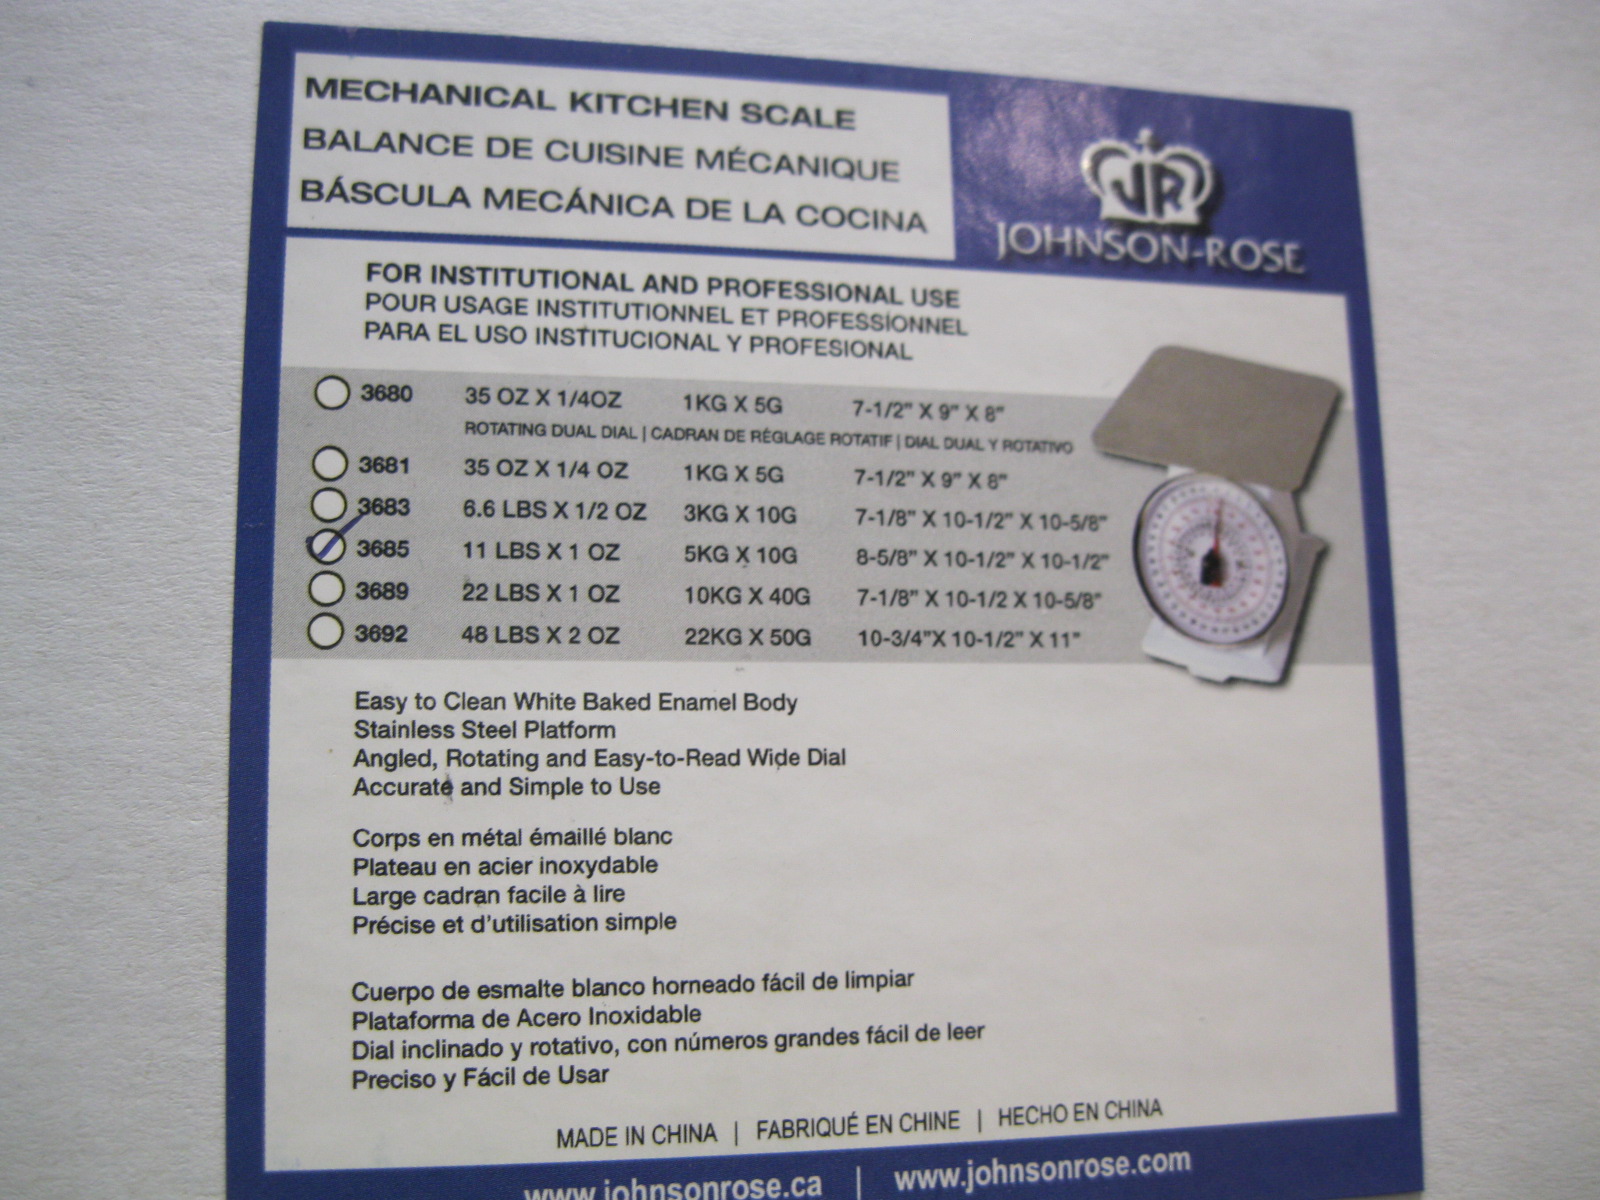 MECHANICAL KITCHEN SCALE
BALANCE DE CUISINE MÉCANIQUE
BÁSCULA MECÁNICA DE LA COCINA
JR
JOHNSON-ROSE
FOR INSTITUTIONAL AND PROFESSIONAL USE
POUR USAGE INSTITUTIONNEL ET PROFESSIONNEL
PARA EL USO INSTITUCIONAL Y PROFESIONAL
3680 35 OZ X 1/4OZ 1KG X 5G 7-1/2" X 9" X 8"
ROTATING DUAL DIAL | CADRAN DE RÉGLAGE ROTATIF | DIAL DUAL Y ROTATIVO
3681 35 OZ X 1/4 OZ 1KG X 5G 7-1/2" X 9" X 8"
3683 6.6 LBS X 1/2 OZ 3KG X 10G 7-1/8" X 10-1/2" X 10-5/8"
3685 11 LBS X 1 OZ 5KG X 10G 8-5/8" X 10-1/2" X 10-1/2"
3689 22 LBS X 1 OZ 10KG X 40G 7-1/8" X 10-1/2 X 10-5/8"
3692 48 LBS X 2 OZ 22KG X 50G 10-3/4"X 10-1/2" X 11"
Easy to Clean White Baked Enamel Body
Stainless Steel Platform
Angled, Rotating and Easy-to-Read Wide Dial
Accurate and Simple to Use
Corps en métal émaillé blanc
Plateau en acier inoxydable
Large cadran facile à lire
Précise et d'utilisation simple
Cuerpo de esmalte blanco horneado fácil de limpiar
Plataforma de Acero Inoxidable
Dial inclinado y rotativo, con números grandes fácil de leer
Preciso y Fácil de Usar
MADE IN CHINA | FABRIQUÉ EN CHINE | HECHO EN CHINA
www.johnsonrose.ca | www.johnsonrose.com